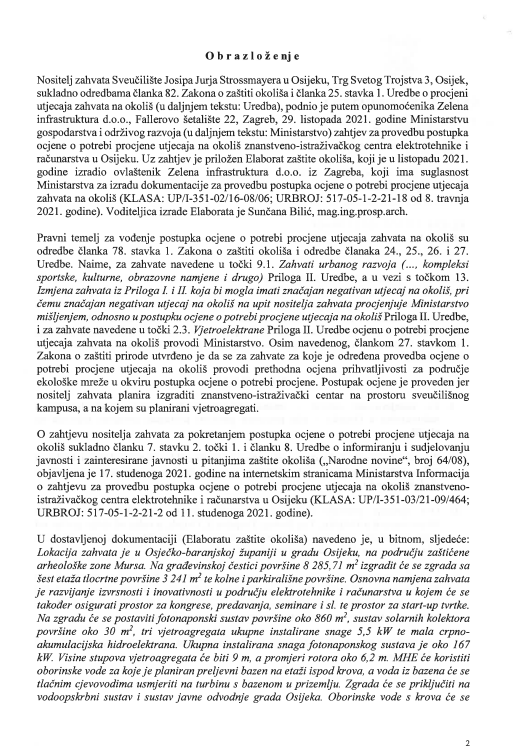 O b r a z l o ž e n j e
Nositelj zahvata Sveučilište Josipa Jurja Strossmayera u Osijeku, Trg Svetog Trojstva 3, Osijek,
sukladno odredbama članka 82. Zakona o zaštiti okoliša i članka 25. stavka 1. Uredbe o procjeni
utjecaja zahvata na okoliš (u daljnjem tekstu: Uredba), podnio je putem opunomoćenika Zelena
infrastruktura d.o.o., Fallerovo šetalište 22, Zagreb, 29. listopada 2021. godine Ministarstvu
gospodarstva i održivog razvoja (u daljnjem tekstu: Ministarstvo) zahtjev za provedbu postupka
ocjene o potrebi procjene utjecaja na okoliš znanstveno-istraživačkog centra elektrotehnike i
računarstva u Osijeku. Uz zahtjev je priložen Elaborat zaštite okoliša, koji je u listopadu 2021.
godine izradio ovlaštenik Zelena infrastruktura d.o.o. iz Zagreba, koji ima suglasnost
Ministarstva za izradu dokumentacije za provedbu postupka ocjene o potrebi procjene utjecaja
zahvata na okoliš (KLASA: UP/I-351-02/16-08/06; URBROJ: 517-05-1-2-21-18 od 8. travnja
2021. godine). Voditeljica izrade Elaborata je Sunčana Bilić, mag.ing.prosp.arch.
Pravni temelj za vođenje postupka ocjene o potrebi procjene utjecaja zahvata na okoliš su
odredbe članka 78. stavka 1. Zakona o zaštiti okoliša i odredbe članaka 24., 25., 26. i 27.
Uredbe. Naime, za zahvate navedene u točki 9.1. Zahvati urbanog razvoja (..., kompleksi
sportske, kulturne, obrazovne namjene i drugo) Priloga II. Uredbe, a u vezi s točkom 13.
Izmjena zahvata iz Priloga I. i II. koja bi mogla imati značajan negativan utjecaj na okoliš, pri
čemu značajan negativan utjecaj na okoliš na upit nositelja zahvata procjenjuje Ministarstvo
mišljenjem, odnosno u postupku ocjene o potrebi procjene utjecaja na okoliš Priloga II. Uredbe,
i za zahvate navedene u točki 2.3. Vjetroelektrane Priloga II. Uredbe ocjenu o potrebi procjene
utjecaja zahvata na okoliš provodi Ministarstvo. Osim navedenog, člankom 27. stavkom 1.
Zakona o zaštiti prirode utvrđeno je da se za zahvate za koje je određena provedba ocjene o
potrebi procjene utjecaja na okoliš provodi prethodna ocjena prihvatljivosti za područje
ekološke mreže u okviru postupka ocjene o potrebi procjene. Postupak ocjene je proveden jer
nositelj zahvata planira izgraditi znanstveno-istraživački centar na prostoru sveučilišnog
kampusa, a na kojem su planirani vjetroagregati.
O zahtjevu nositelja zahvata za pokretanjem postupka ocjene o potrebi procjene utjecaja na
okoliš sukladno članku 7. stavku 2. točki 1. i članku 8. Uredbe o informiranju i sudjelovanju
javnosti i zainteresirane javnosti u pitanjima zaštite okoliša („Narodne novine“, broj 64/08),
objavljena je 17. studenoga 2021. godine na internetskim stranicama Ministarstva Informacija
o zahtjevu za provedbu postupka ocjene o potrebi procjene utjecaja na okoliš znanstveno-
istraživačkog centra elektrotehnike i računarstva u Osijeku (KLASA: UP/I-351-03/21-09/464;
URBROJ: 517-05-1-2-21-2 od 11. studenoga 2021. godine).
U dostavljenoj dokumentaciji (Elaboratu zaštite okoliša) navedeno je, u bitnom, sljedeće:
Lokacija zahvata je u Osječko-baranjskoj županiji u gradu Osijeku, na području zaštićene
arheološke zone Mursa. Na građevinskoj čestici površine 8 285,71 m² izgradit će se zgrada sa
šest etaža tlocrtne površine 3 241 m² te kolne i parkirališne površine. Osnovna namjena zahvata
je razvijanje izvrsnosti i inovativnosti u području elektrotehnike i računarstva u kojem će se
također osigurati prostor za kongrese, predavanja, seminare i sl. te prostor za start-up tvrtke.
Na zgradu će se postaviti fotonaponski sustav površine oko 860 m², sustav solarnih kolektora
površine oko 30 m², tri vjetroagregata ukupne instalirane snage 5,5 kW te mala crpno-
akumulacijska hidroelektrana. Ukupna instalirana snaga fotonaponskog sustava je oko 167
kW. Visine stupova vjetroagregata će biti 9 m, a promjeri rotora oko 6,2 m. MHE će koristiti
oborinske vode za koje je planiran preljevni bazen na etaži ispod krova, a voda iz bazena će se
tlačnim cjevovodima usmjeriti na turbinu s bazenom u prizemlju. Zgrada će se priključiti na
vodoopskrbni sustav i sustav javne odvodnje grada Osijeka. Oborinske vode s krova će se
2